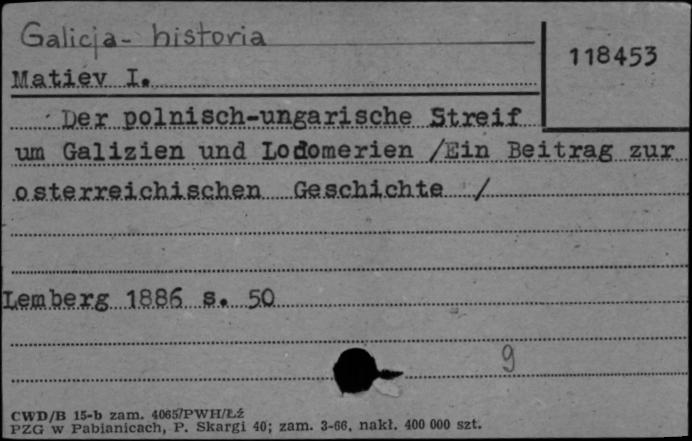 Galicja - historia
118453
Matiev I.
Der polnisch-ungarische Streif
um Galizien und Lodomerien /Ein Beitrag zur
osterreichischen Geschichte /
Lemberg 1886 s. 50
9
CWD/B 15-b zam. 4065/PWH/Łż
PZG w Pabianicach, P. Skargi 40; zam. 3-66, nakł. 400 000 szt.